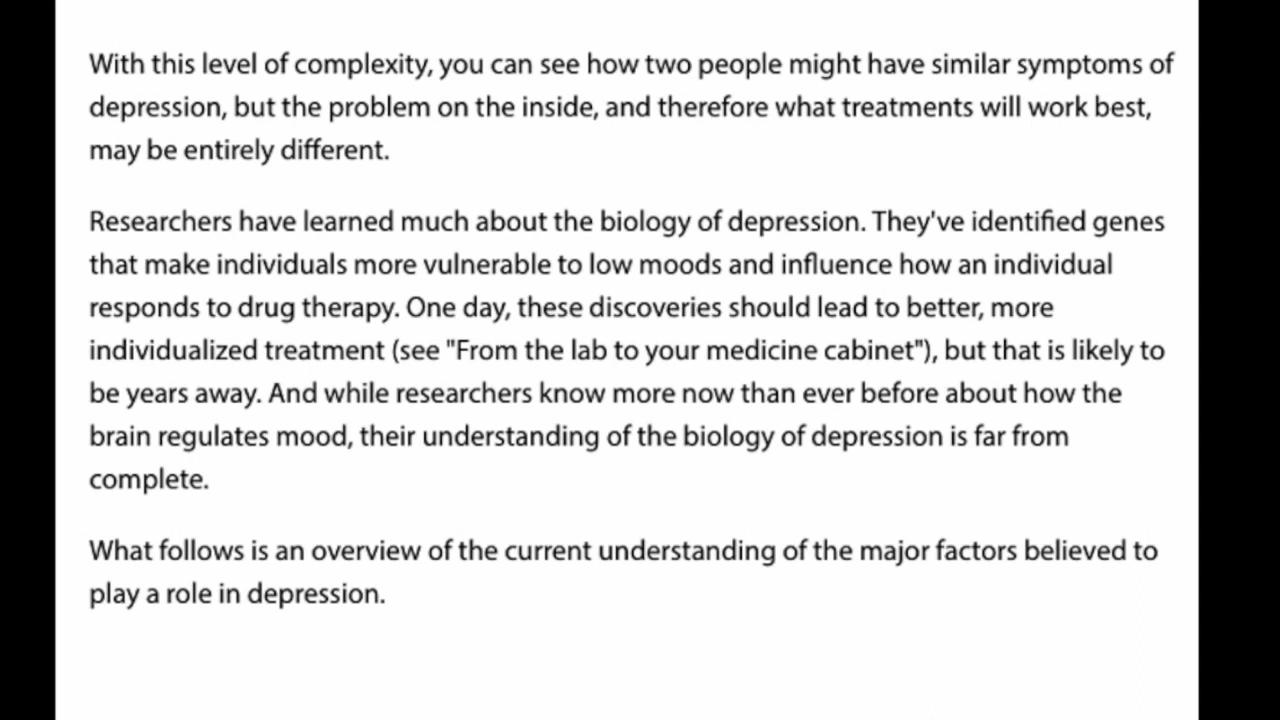 With this level of complexity, you can see how two people might have similar symptoms of
depression, but the problem on the inside, and therefore what treatments will work best,
may be entirely different.
Researchers have learned much about the biology of depression. They've identified genes
that make individuals more vulnerable to low moods and influence how an individual
responds to drug therapy. One day, these discoveries should lead to better, more
individualized treatment (see "From the lab to your medicine cabinet"), but that is likely to
be years away. And while researchers know more now than ever before about how the
brain regulates mood, their understanding of the biology of depression is far from
complete.
What follows is an overview of the current understanding of the major factors believed to
play a role in depression.